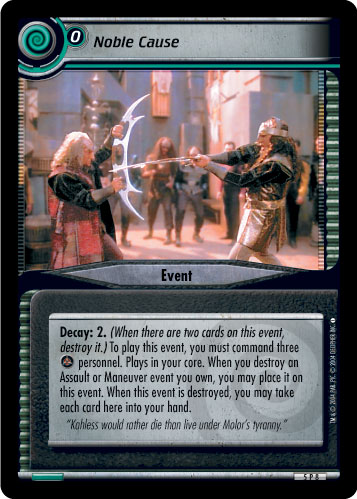 0 Noble Cause
Event
Decay: 2. (When there are two cards on this event,
destroy it.) To play this event, you must command three
personnel. Plays in your core. When you destroy an
Assault or Maneuver event you own, you may place it on
this event. When this event is destroyed, you may take
each card here into your hand.
"Kahless would rather die than live under Molor's tyranny."
5 P 8